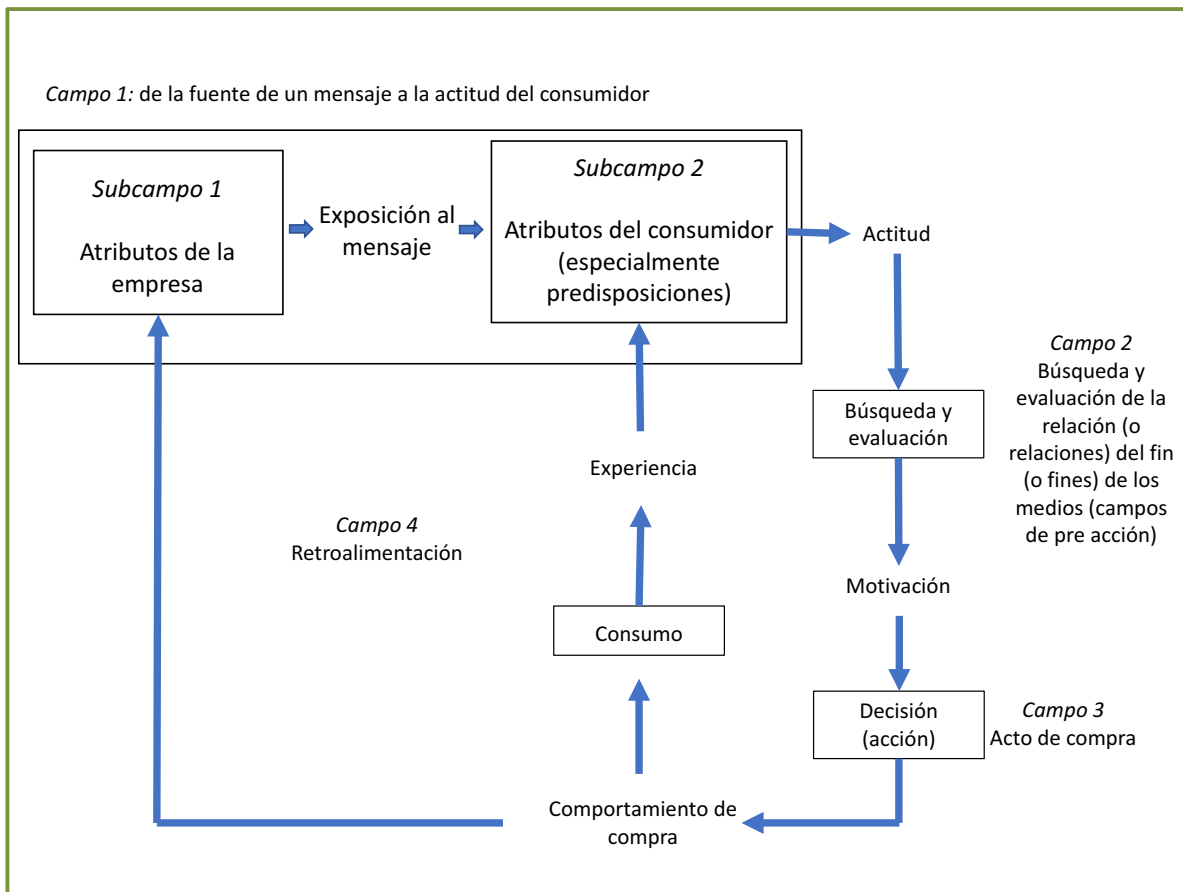 Campo 1: de la fuente de un mensaje a la actitud del consumidor
Subcampo 1
Atributos de la
empresa
Exposición al
mensaje
Subcampo 2
Atributos del consumidor
(especialmente
predisposiciones)
Actitud
Búsqueda y
evaluación
Campo 2
Búsqueda y
evaluación de la
relación (o
relaciones) del fin
(o fines) de los
medios (campos
de pre acción)
Experiencia
Campo 4
Retroalimentación
Motivación
Consumo
Decisión
(acción)
Campo 3
Acto de compra
Comportamiento de
compra